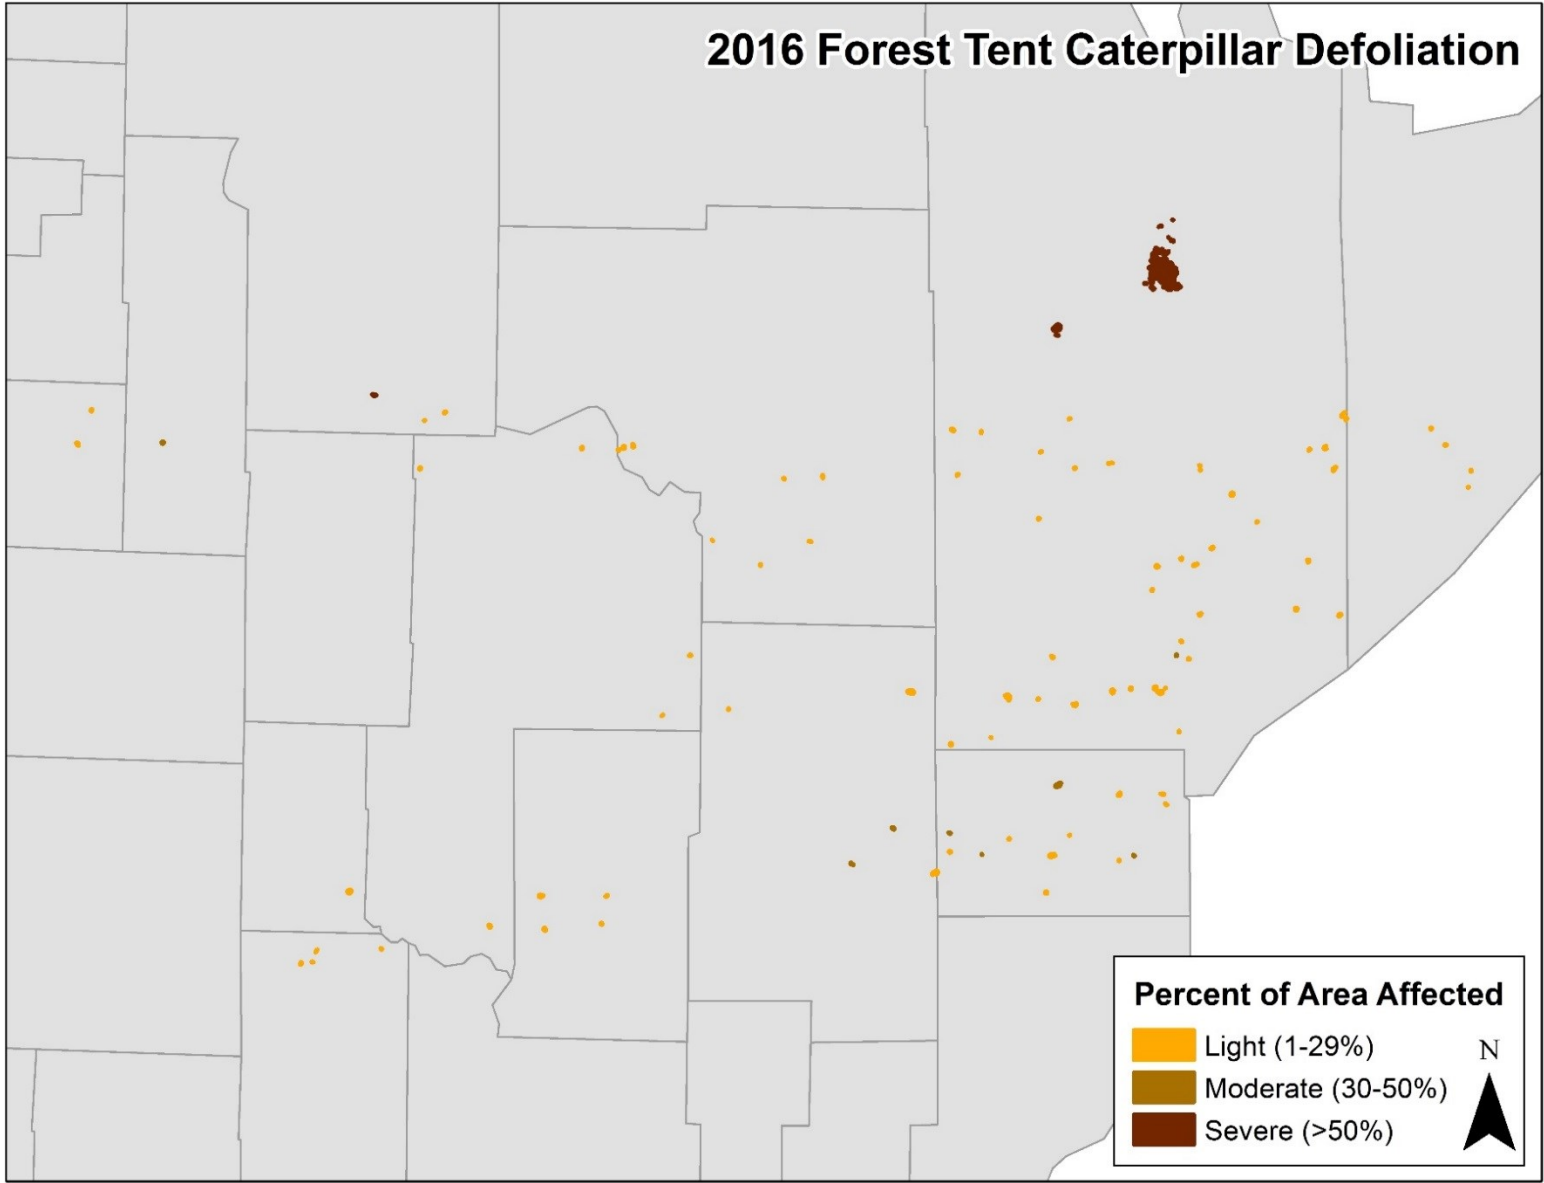 2016 Forest Tent Caterpillar Defoliation
Percent of Area Affected
Light (1-29%)
N
Moderate (30-50%)
Severe (>50%)